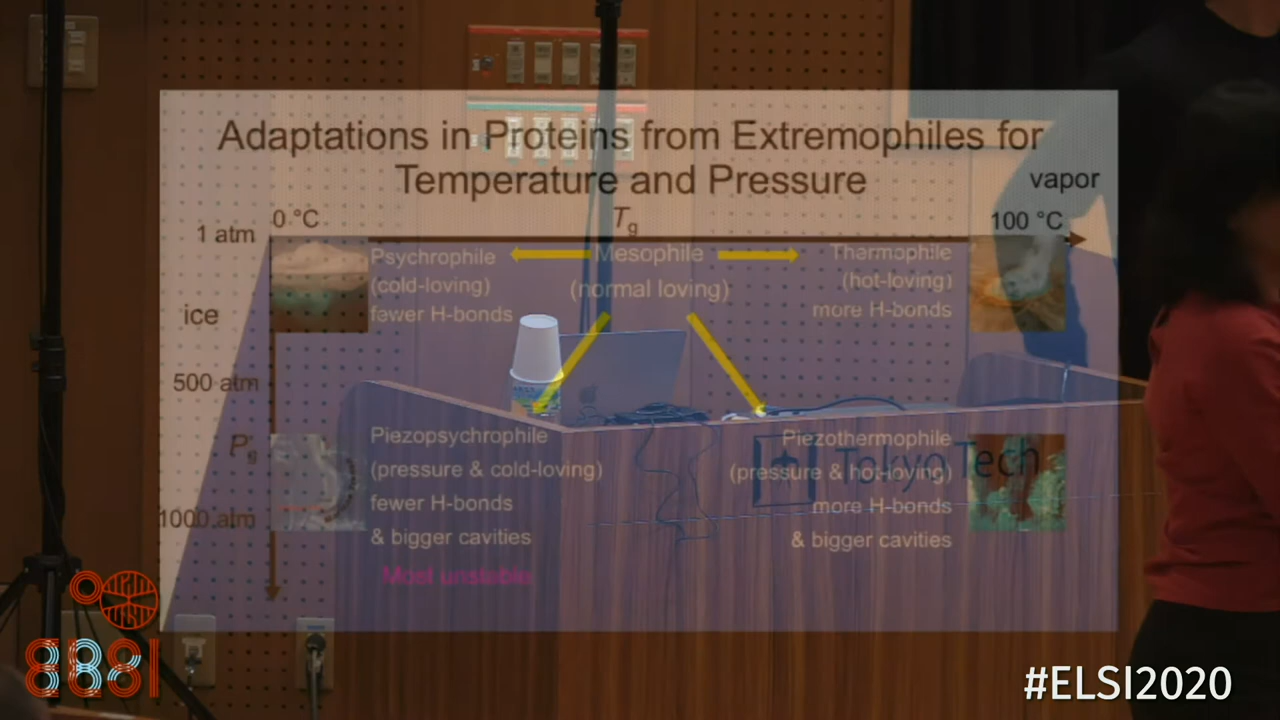 Adaptations in Proteins from Extremophiles for
Temperature and Pressure
vapor
0 °C
Tg
100 °C
1 atm
Psychrophile
(cold-loving)
fewer H-bonds
Mesophile
(normal loving)
Thermophile
(hot-loving)
more H-bonds
ice
500 atm
Pg
Piezopsychrophile
(pressure & cold-loving)
fewer H-bonds
& bigger cavities
Most unstable
Piezothermophile
(pressure & hot-loving)
more H-bonds
& bigger cavities
Tokyo Tech
1000 atm
#ELSI2020